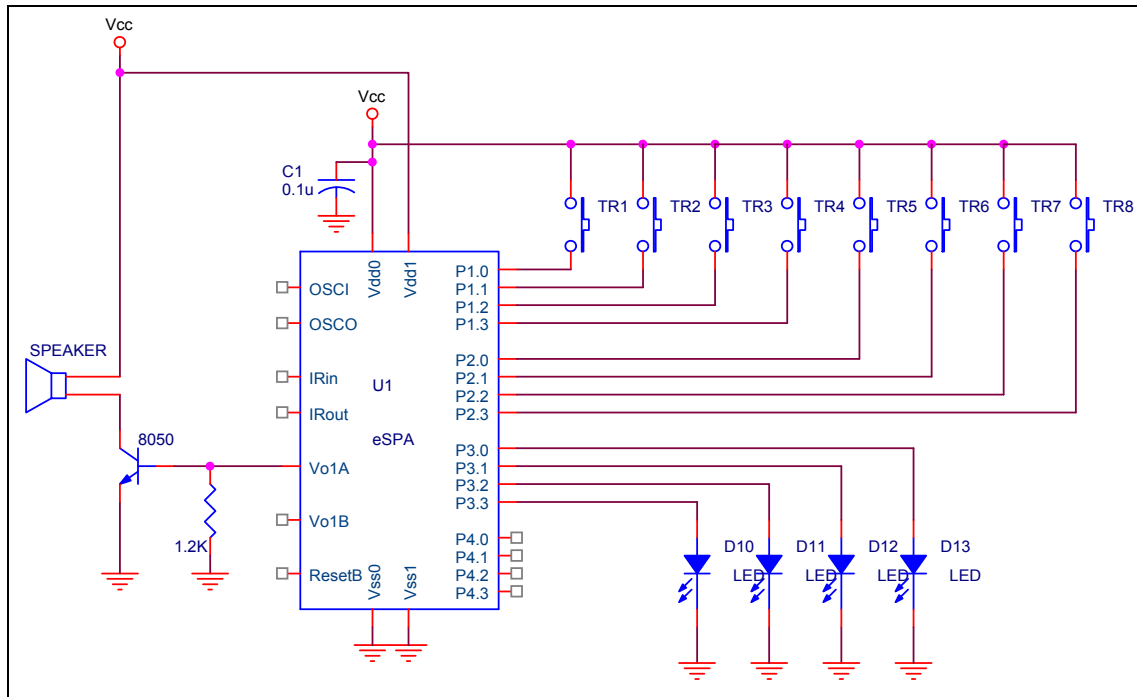 Vcc
Vcc
C1
0.1u
TR1
TR2
TR3
TR4
TR5
TR6
TR7
TR8
Vdd0
Vdd1
OSCI
OSCO
IRin
IRout
Vo1A
Vo1B
ResetB
U1
eSPA
P1.0
P1.1
P1.2
P1.3
P2.0
P2.1
P2.2
P2.3
P3.0
P3.1
P3.2
P3.3
P4.0
P4.1
P4.2
P4.3
Vss0
Vss1
SPEAKER
8050
1.2K
D10
LED
D11
LED
D12
LED
D13
LED